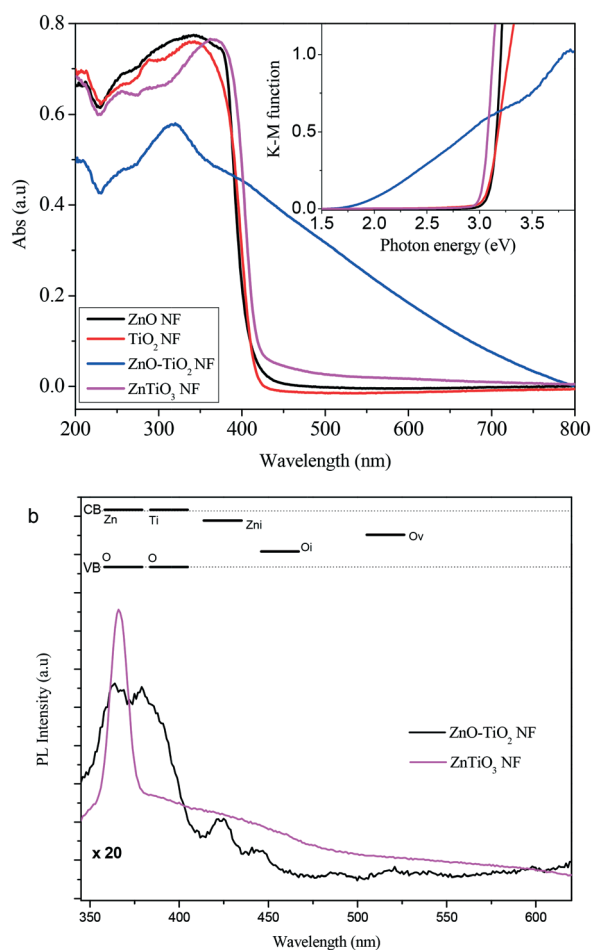 0.8
0.6
0.4
0.2
0.0
Abs (a.u)
200 300 400 500 600 700 800
Wavelength (nm)
ZnO NF
TiO₂ NF
ZnO-TiO₂ NF
ZnTiO₃ NF
1.0
0.5
0.0
K-M function
1.5 2.0 2.5 3.0 3.5
Photon energy (eV)
b
CB Zn Ti
Zni
Oi
Ov
VB O O
PL Intensity (a.u)
ZnO-TiO₂ NF
ZnTiO₃ NF
x 20
350 400 450 500 550 600
Wavelength (nm)